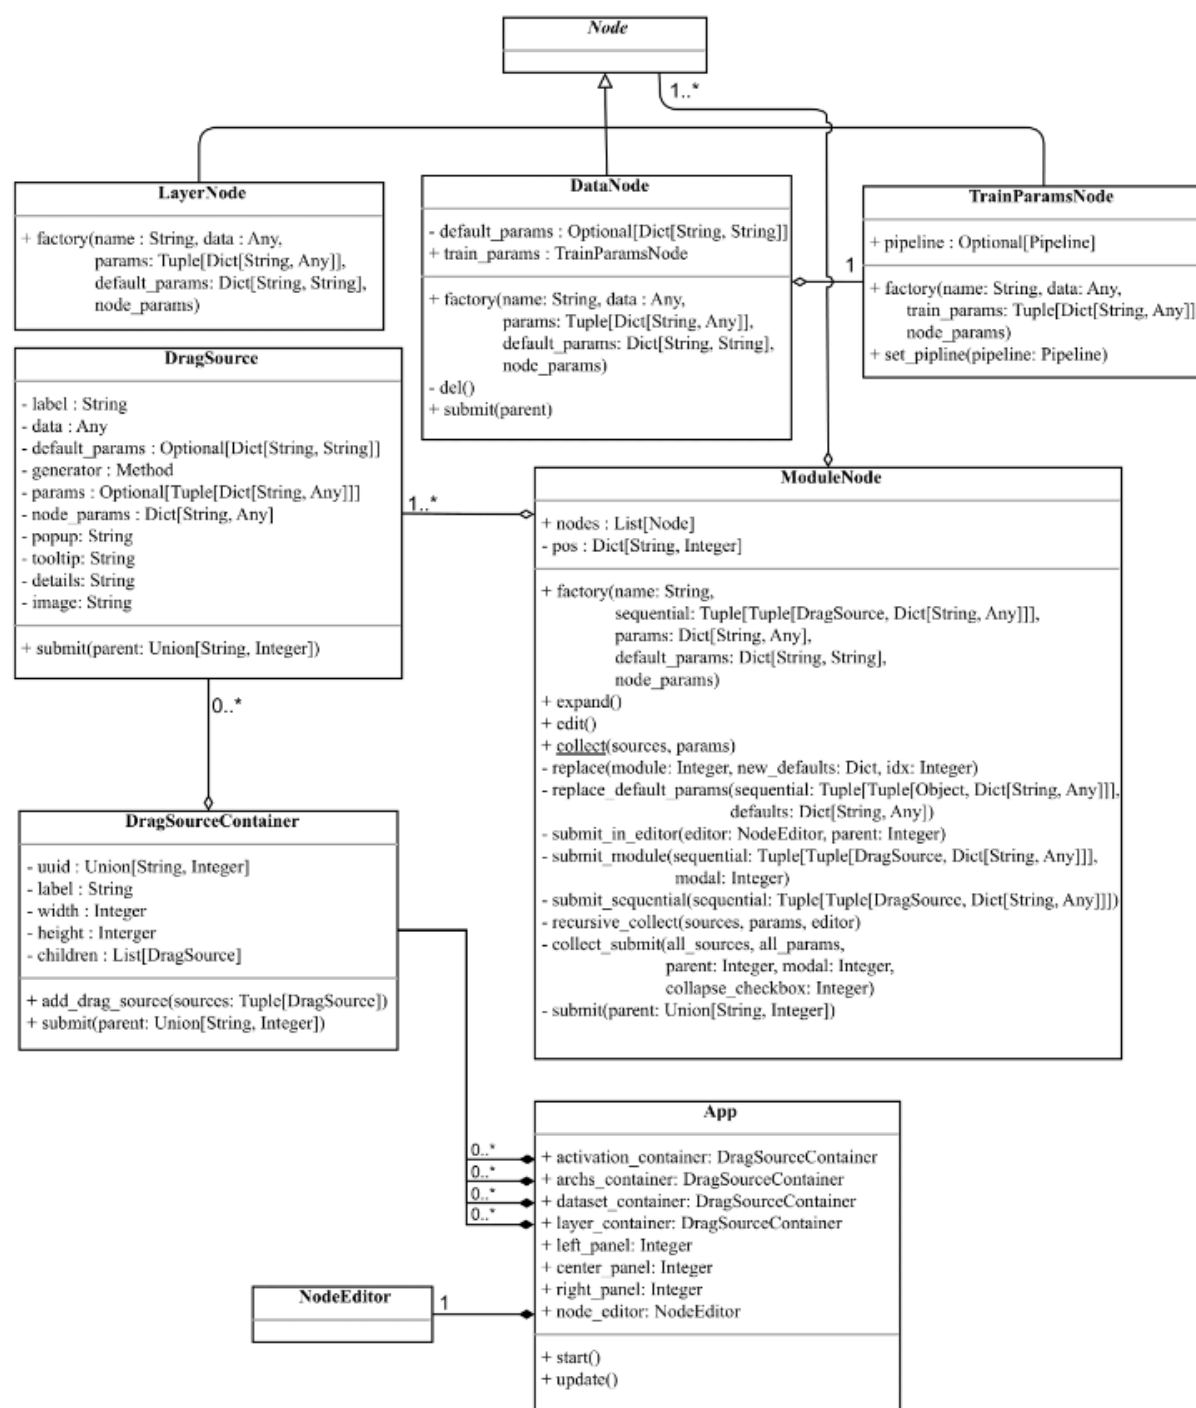 Node
1..*
LayerNode
+ factory(name : String, data : Any,
params: Tuple[Dict[String, Any]],
default_params: Dict[String, String],
node_params)
DataNode
- default_params : Optional[Dict[String, String]]
+ train_params : TrainParamsNode
+ factory(name: String, data : Any,
params: Tuple[Dict[String, Any]],
default_params: Dict[String, String],
node_params)
- del()
+ submit(parent)
1
TrainParamsNode
+ pipeline : Optional[Pipeline]
+ factory(name: String, data: Any,
train_params: Tuple[Dict[String, Any]]
node_params)
+ set_pipline(pipeline: Pipeline)
DragSource
- label : String
- data : Any
- default_params : Optional[Dict[String, String]]
- generator : Method
- params : Optional[Tuple[Dict[String, Any]]]
- node_params : Dict[String, Any]
- popup: String
- tooltip: String
- details: String
- image: String
+ submit(parent: Union[String, Integer])
1..*
0..*
ModuleNode
+ nodes : List[Node]
- pos : Dict[String, Integer]
+ factory(name: String,
sequential: Tuple[Tuple[DragSource, Dict[String, Any]]],
params: Dict[String, Any],
default_params: Dict[String, String],
node_params)
+ expand()
+ edit()
+ collect(sources, params)
- replace(module: Integer, new_defaults: Dict, idx: Integer)
- replace_default_params(sequential: Tuple[Tuple[Object, Dict[String, Any]]],
defaults: Dict[String, Any])
- submit_in_editor(editor: NodeEditor, parent: Integer)
- submit_module(sequential: Tuple[Tuple[DragSource, Dict[String, Any]]],
modal: Integer)
- submit_sequential(sequential: Tuple[Tuple[DragSource, Dict[String, Any]]])
- recursive_collect(sources, params, editor)
- collect_submit(all_sources, all_params,
parent: Integer, modal: Integer,
collapse_checkbox: Integer)
- submit(parent: Union[String, Integer])
DragSourceContainer
- uuid : Union[String, Integer]
- label : String
- width : Integer
- height : Interger
- children : List[DragSource]
+ add_drag_source(sources: Tuple[DragSource])
+ submit(parent: Union[String, Integer])
0..*
0..*
0..*
0..*
App
+ activation_container: DragSourceContainer
+ archs_container: DragSourceContainer
+ dataset_container: DragSourceContainer
+ layer_container: DragSourceContainer
+ left_panel: Integer
+ center_panel: Integer
+ right_panel: Integer
+ node_editor: NodeEditor
+ start()
+ update()
NodeEditor
1